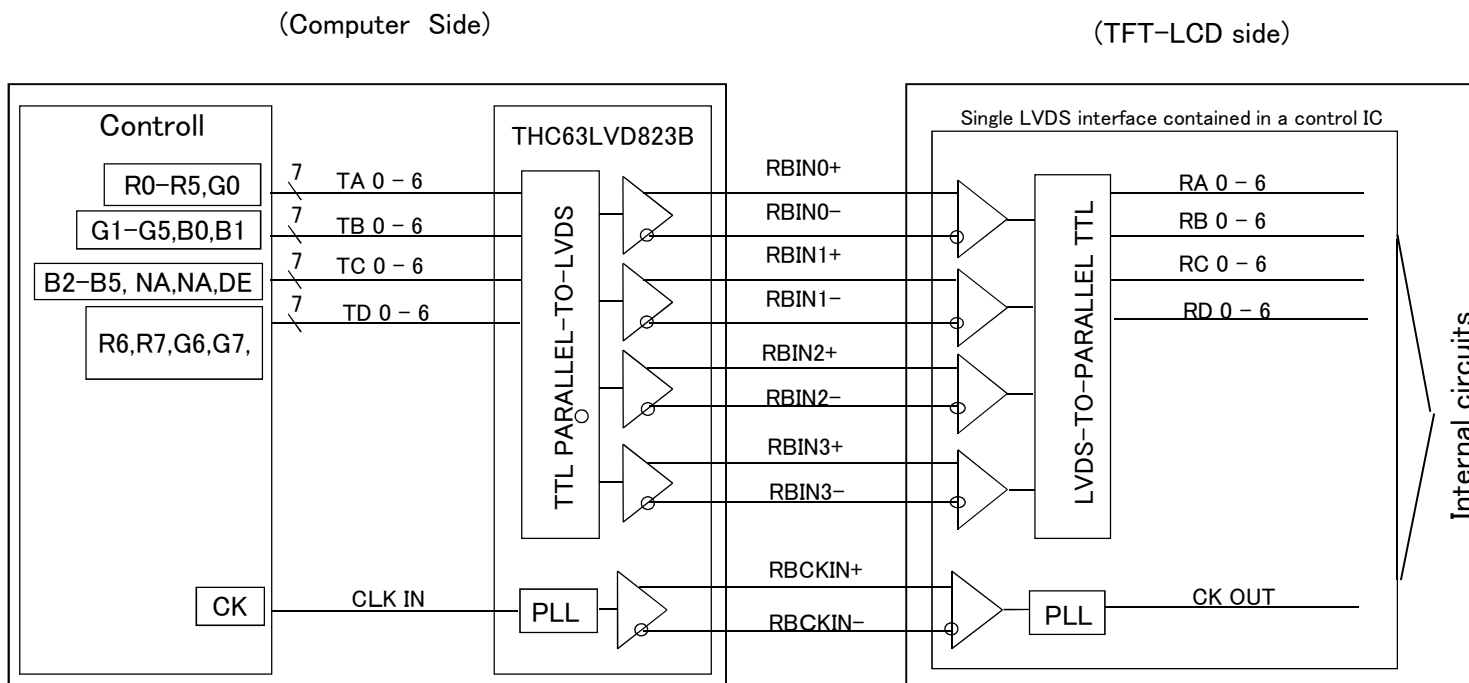 (Computer Side)
(TFT-LCD side)
Controll
THC63LVD823B
Single LVDS interface contained in a control IC
R0-R5,G0
7
TA 0-6
RBIN0+
RA 0-6
G1-G5,B0,B1
7
TB 0-6
RBIN0-
RB 0-6
B2-B5, NA,NA,DE
7
TC 0-6
RBIN1+
RC 0-6
R6,R7,G6,G7,
7
TD 0-6
RBIN1-
RD 0-6
RBIN2+
RBIN2-
RBIN3+
RBIN3-
TTL PARALLEL-TO-LVDS
LVDS-TO-PARALLEL TTL
Internal circuits
CK
CLK IN
PLL
RBCKIN+
RBCKIN-
PLL
CK OUT